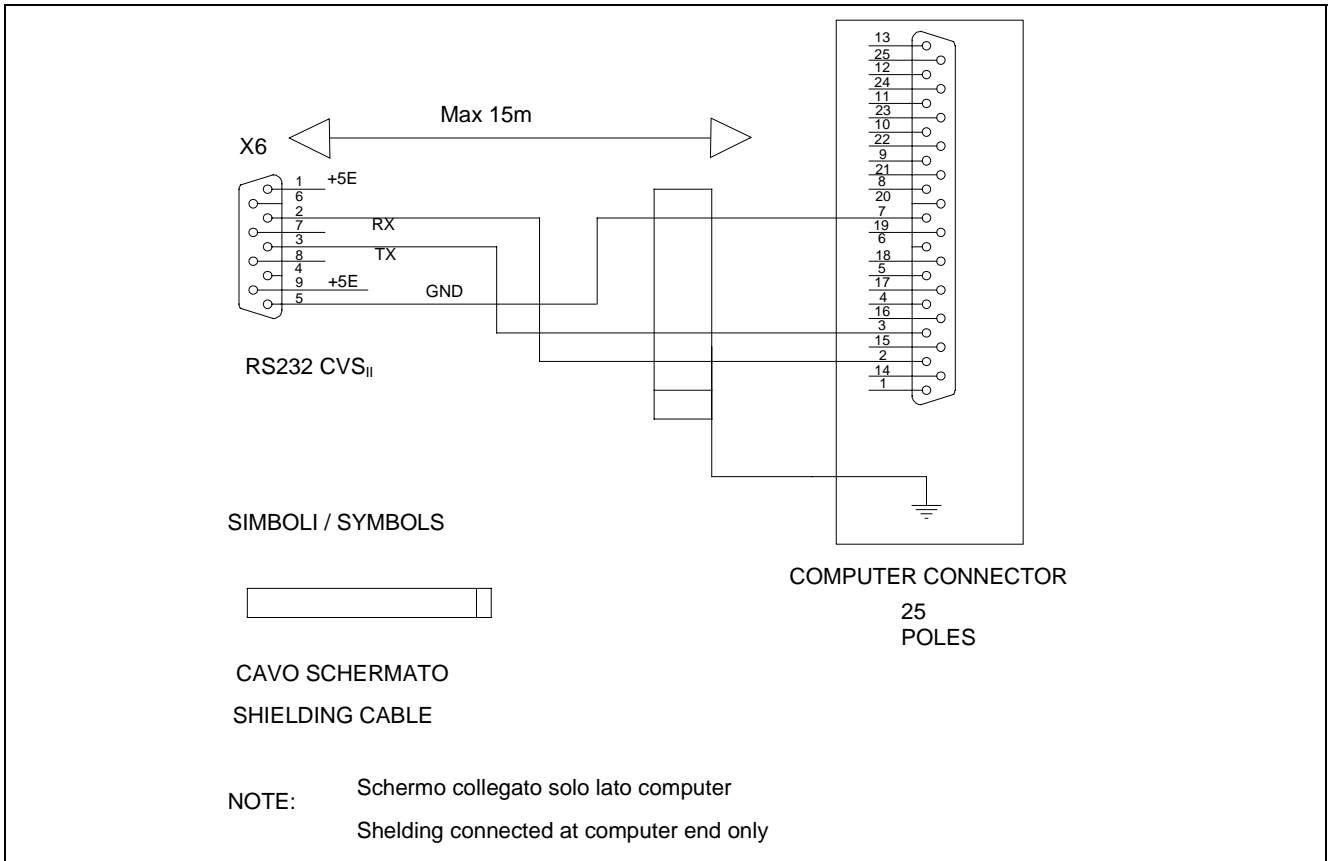 13
25
12
24
11
23
10
22
9
21
8
20
7
19
6
18
5
17
4
16
3
15
2
14
1
Max 15m
X6
1 +5E
6
2
RX
7
3
TX
8
4
9 +5E
GND
5
RS232 CVSII
SIMBOLI / SYMBOLS
COMPUTER CONNECTOR
25
POLES
CAVO SCHERMATO
SHIELDING CABLE
NOTE:
Schermo collegato solo lato computer
Shelding connected at computer end only